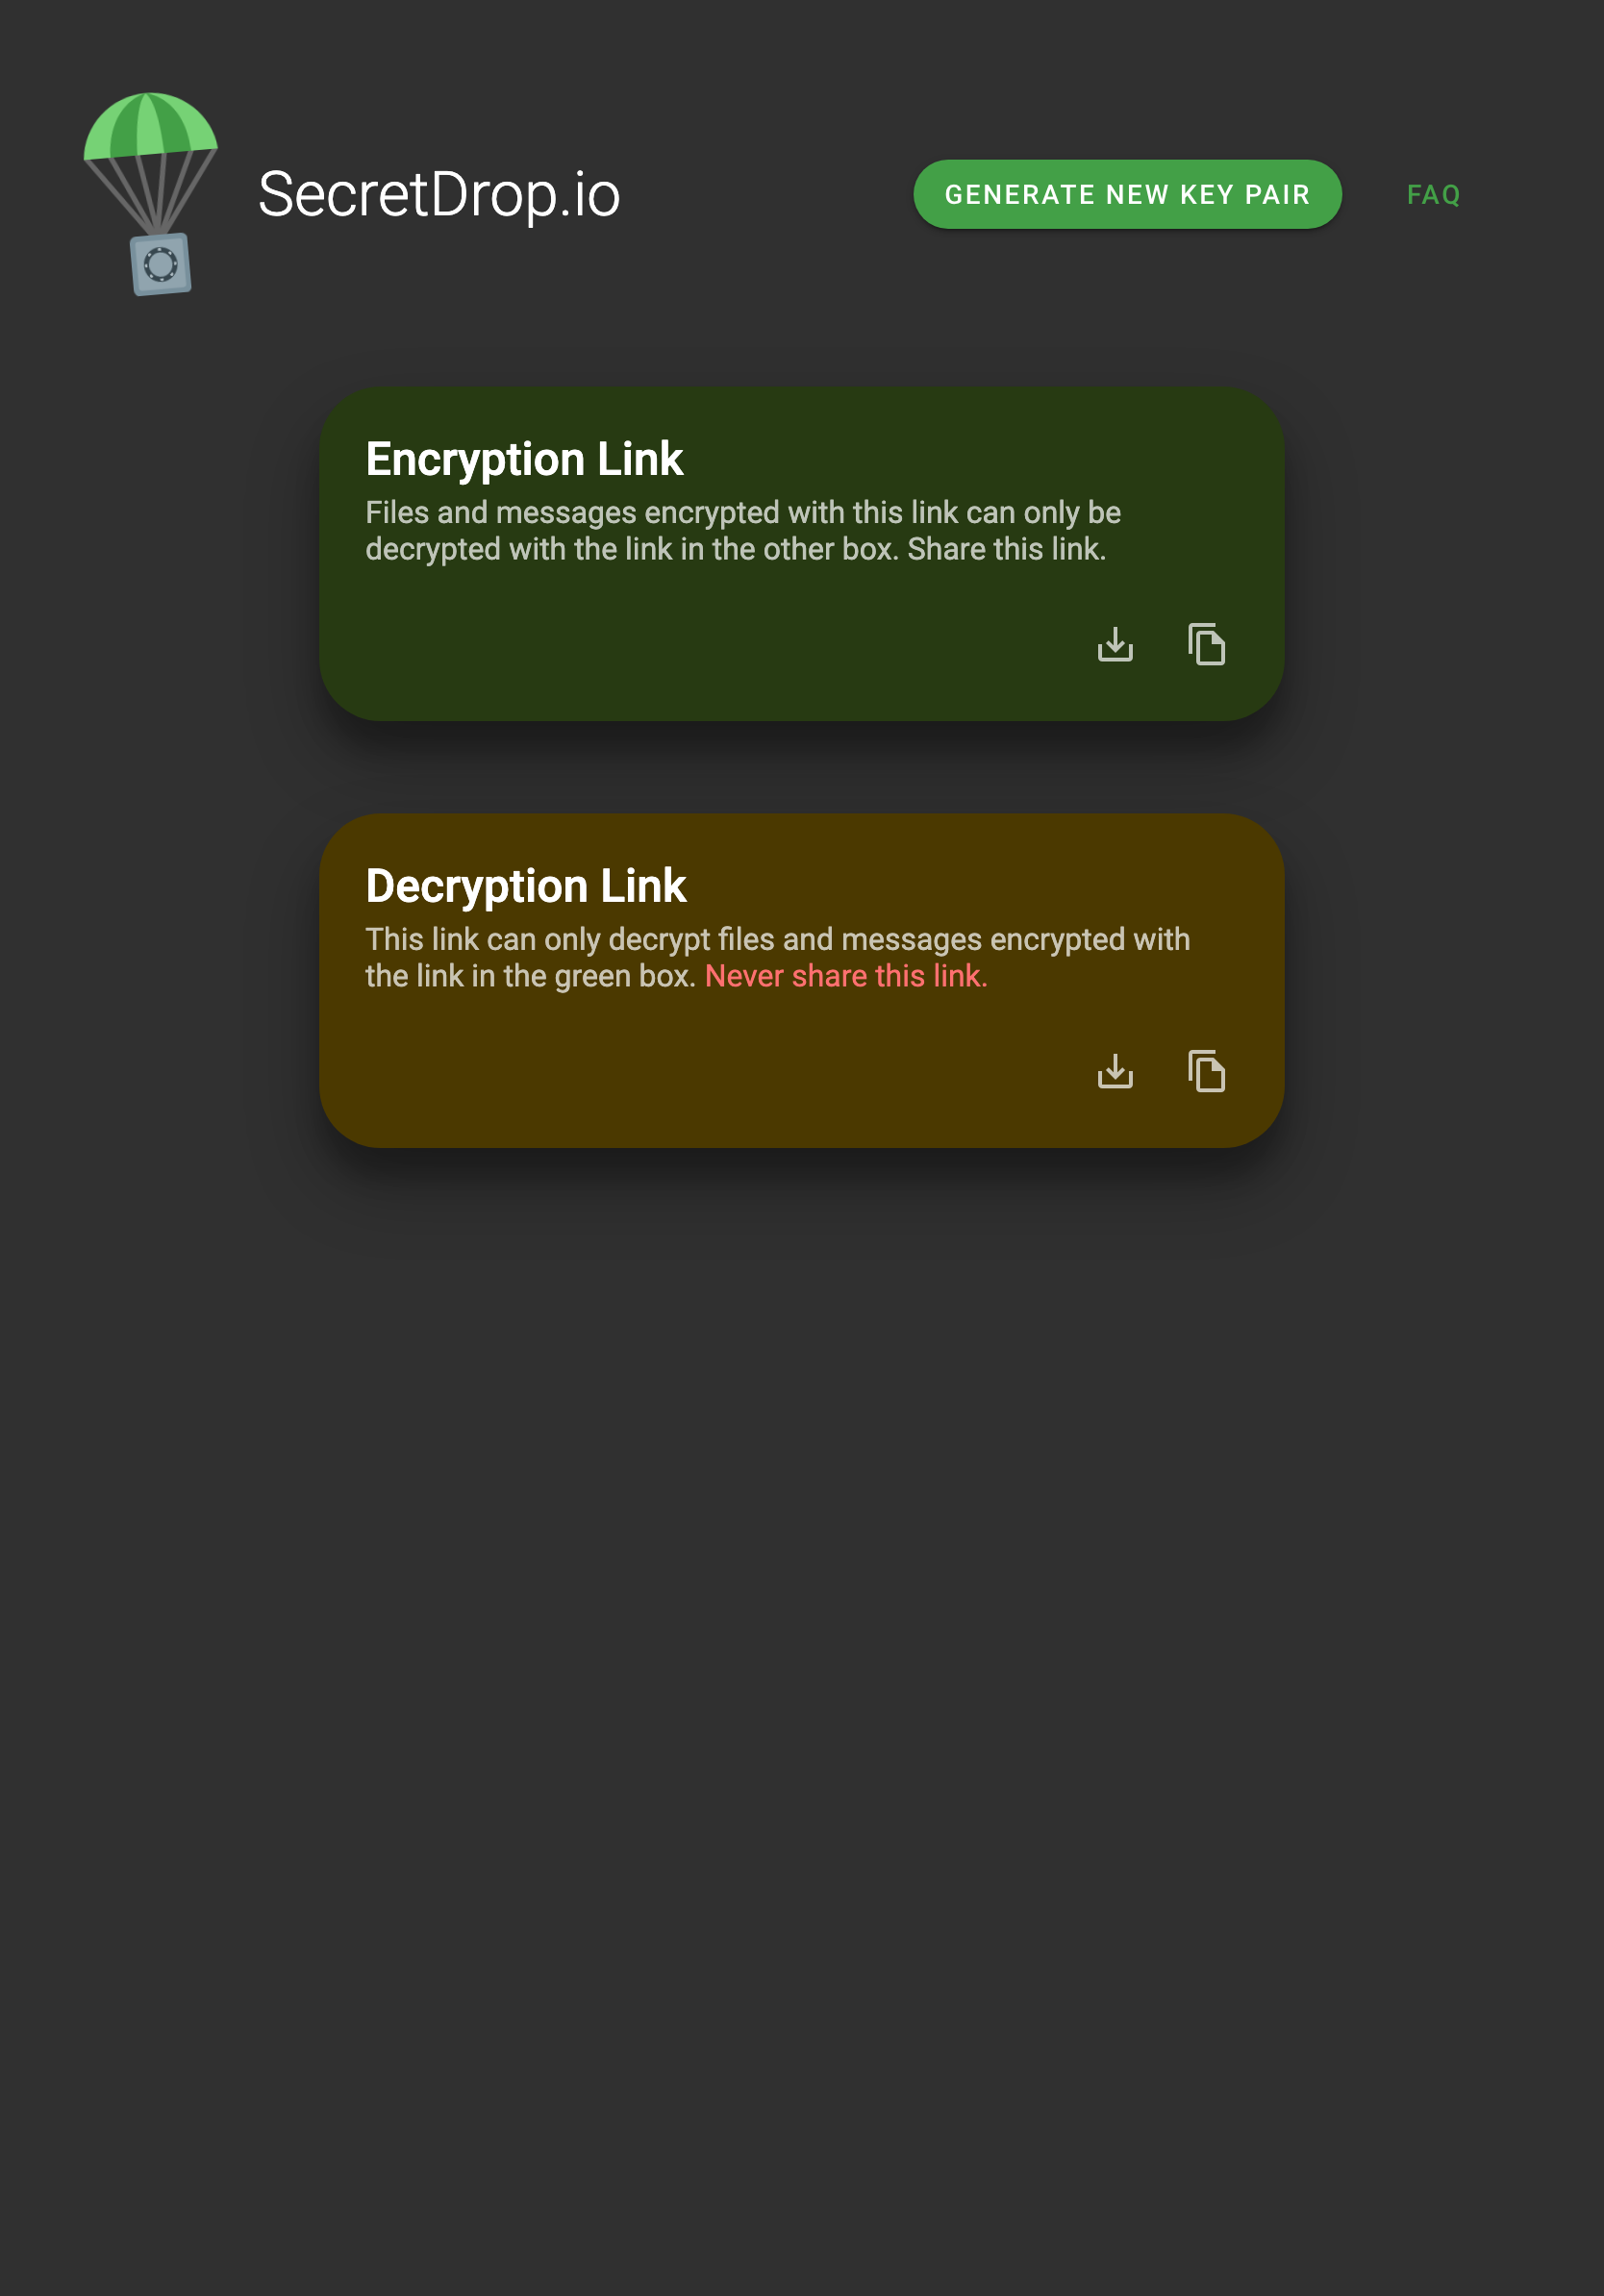 SecretDrop.io
GENERATE NEW KEY PAIR
FAQ
Encryption Link
Files and messages encrypted with this link can only be
decrypted with the link in the other box. Share this link.
Decryption Link
This link can only decrypt files and messages encrypted with
the link in the green box. Never share this link.